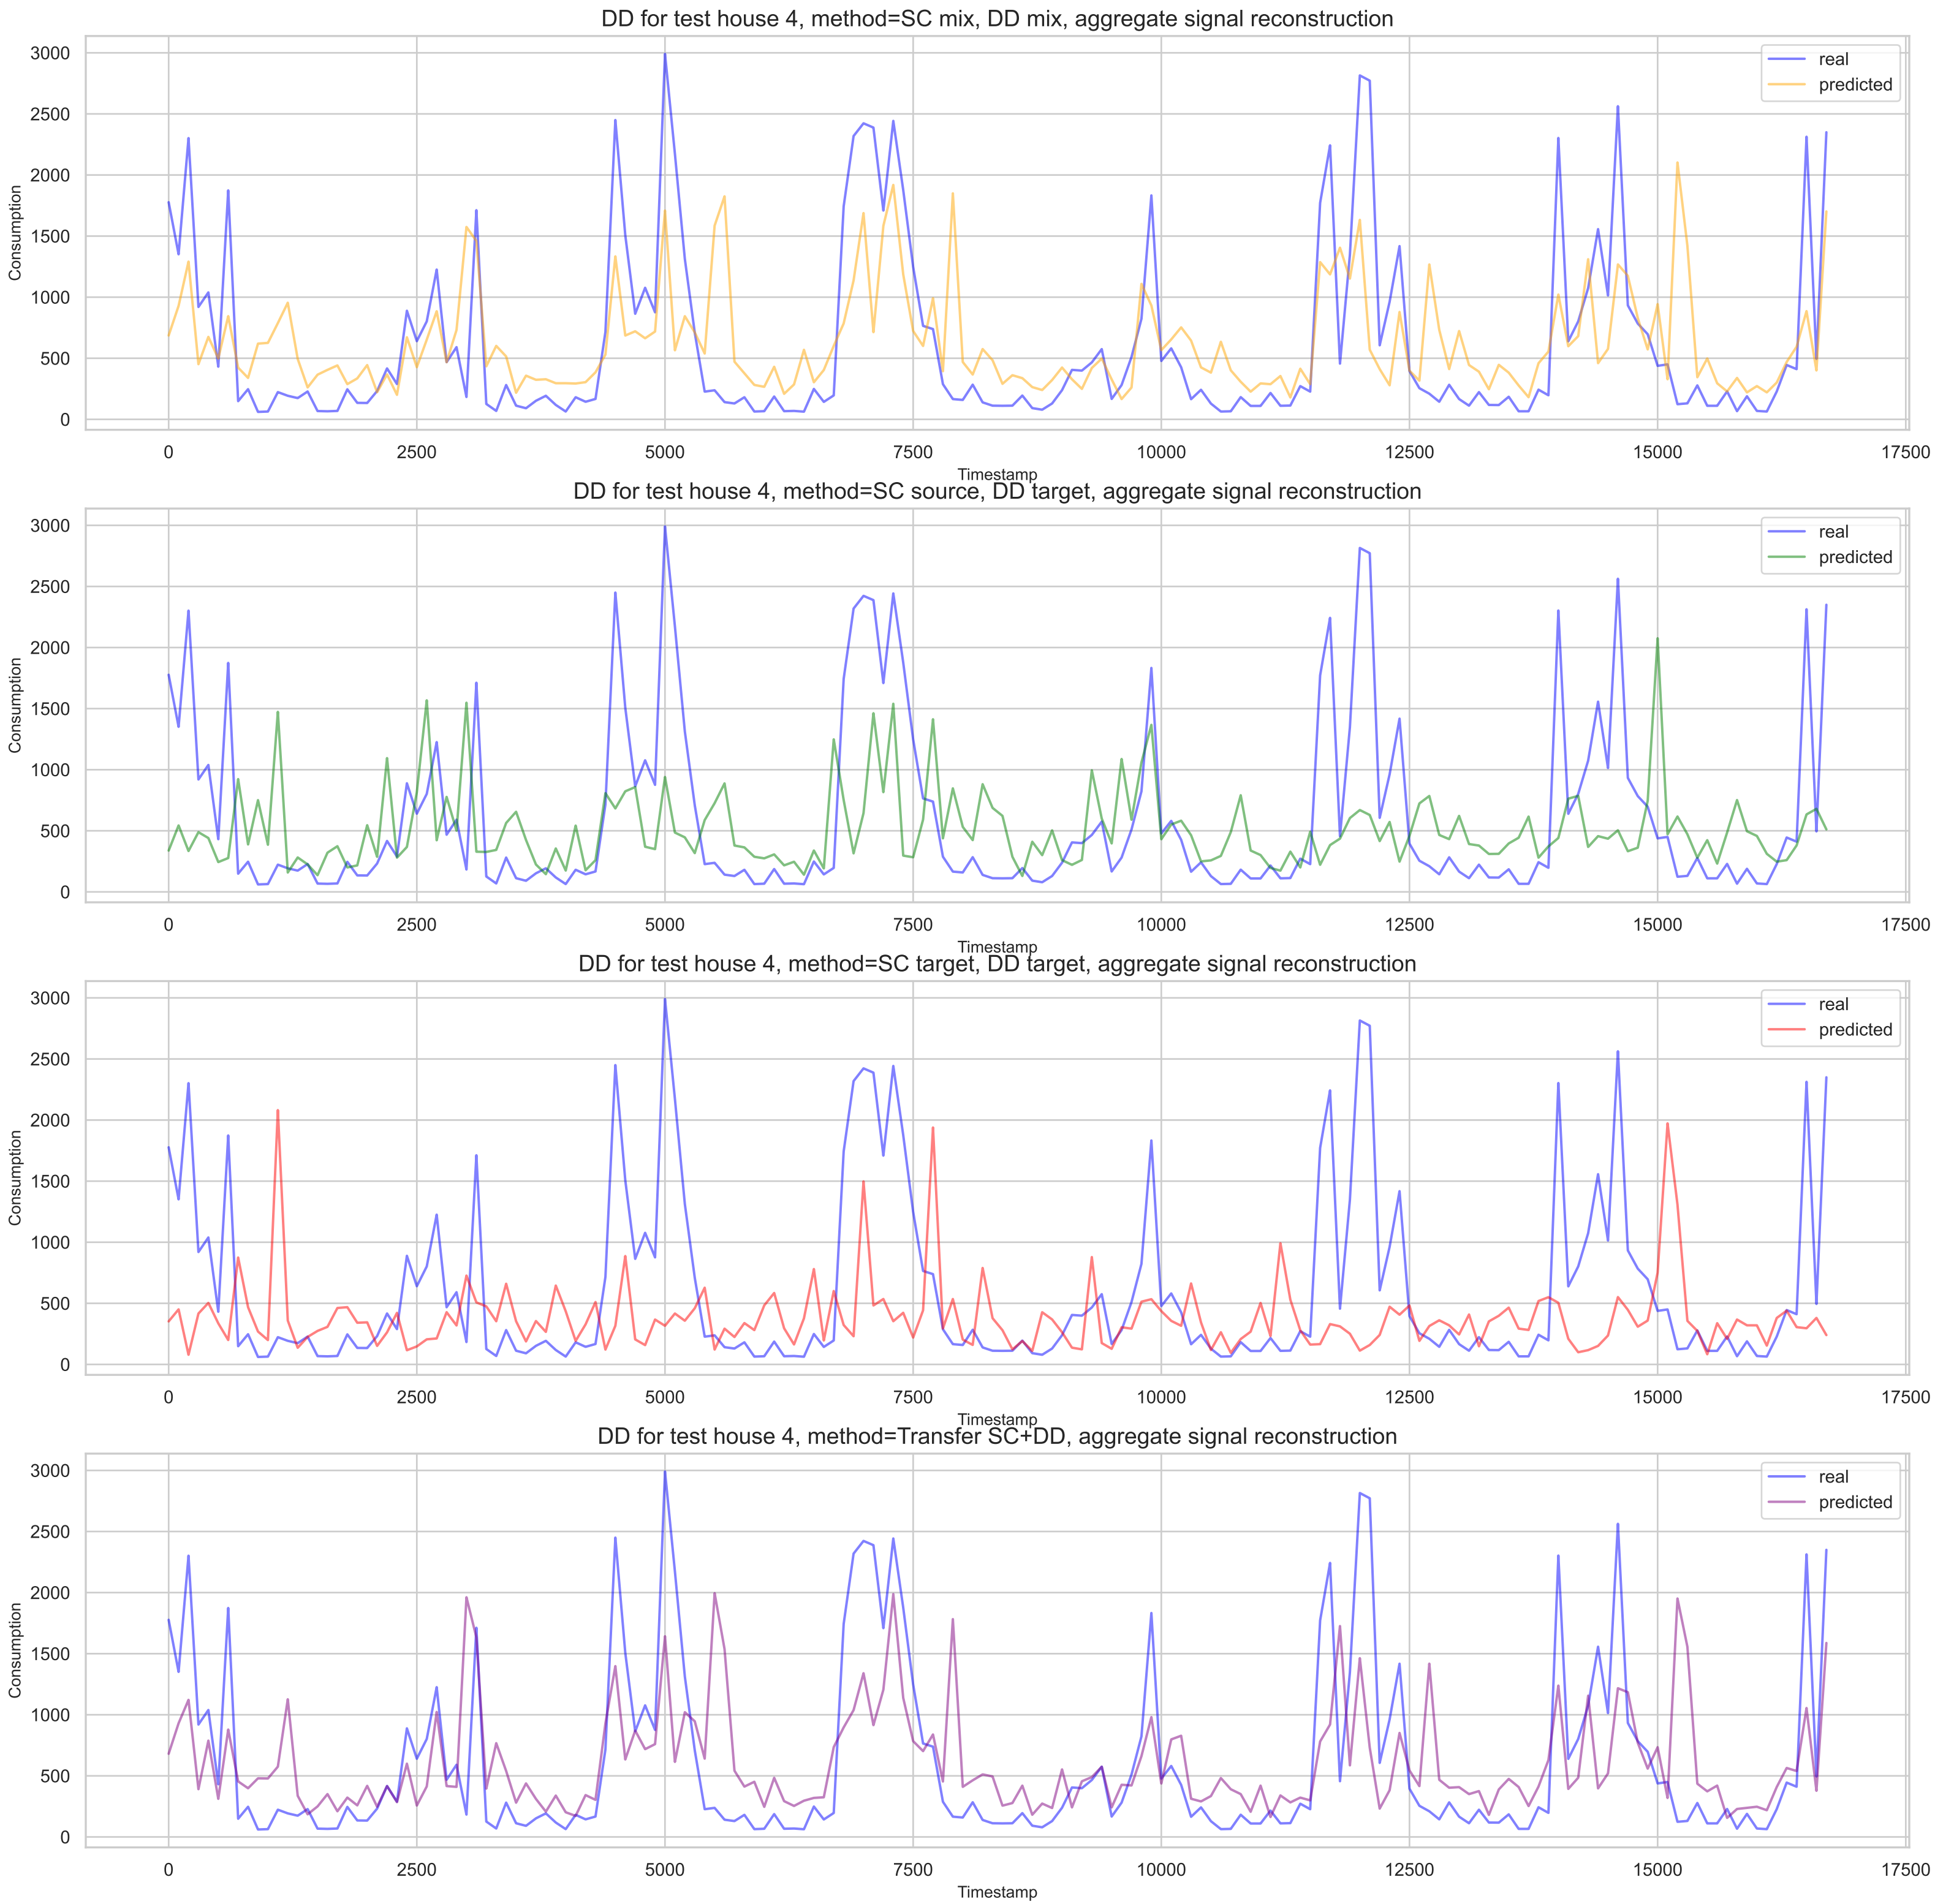 DD for test house 4, method=SC mix, DD mix, aggregate signal reconstruction
3000
2500
2000
1500
1000
500
0
Consumption
real
predicted
0 2500 5000 7500 10000 12500 15000 17500
Timestamp
DD for test house 4, method=SC source, DD target, aggregate signal reconstruction
3000
2500
2000
1500
1000
500
0
Consumption
real
predicted
0 2500 5000 7500 10000 12500 15000 17500
Timestamp
DD for test house 4, method=SC target, DD target, aggregate signal reconstruction
3000
2500
2000
1500
1000
500
0
Consumption
real
predicted
0 2500 5000 7500 10000 12500 15000 17500
Timestamp
DD for test house 4, method=Transfer SC+DD, aggregate signal reconstruction
3000
2500
2000
1500
1000
500
0
Consumption
real
predicted
0 2500 5000 7500 10000 12500 15000 17500
Timestamp